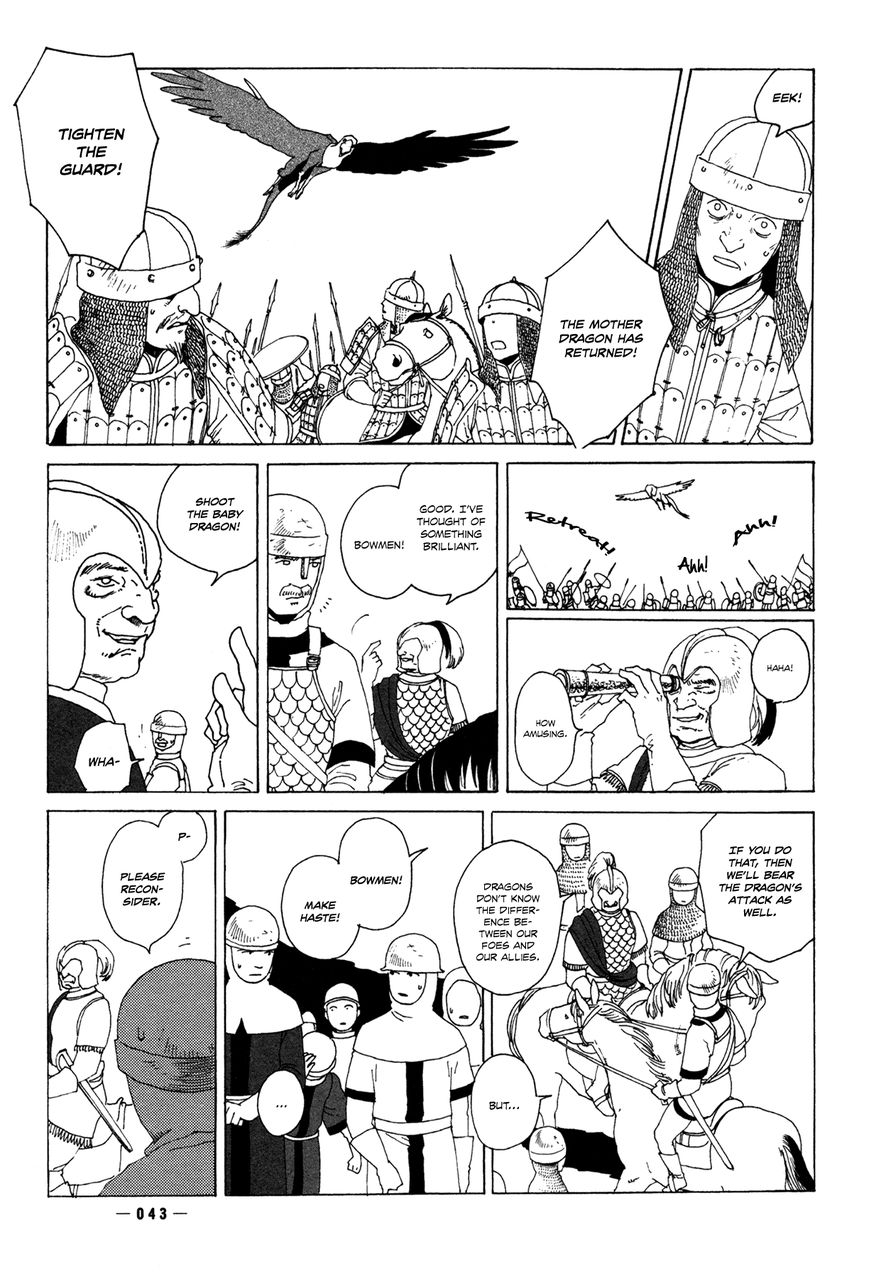 EEK!
THE MOTHER
DRAGON HAS
RETURNED!
TIGHTEN
THE
GUARD!
Ahh!
Ahh!
Retreat!
HAHA!
HOW
AMUSING.
GOOD. I'VE
THOUGHT OF
SOMETHING
BRILLIANT.
BOWMEN!
SHOOT
THE BABY
DRAGON!
WHA-
IF YOU DO
THAT, THEN
WE'LL BEAR
THE DRAGON'S
ATTACK AS
WELL.
DRAGONS
DON'T KNOW
THE DIFFER-
ENCE BE-
TWEEN OUR
FOES AND
OUR ALLIES.
BUT...
BOWMEN!
MAKE
HASTE!
...
P-
PLEASE
RECON-
SIDER.
— 043 —